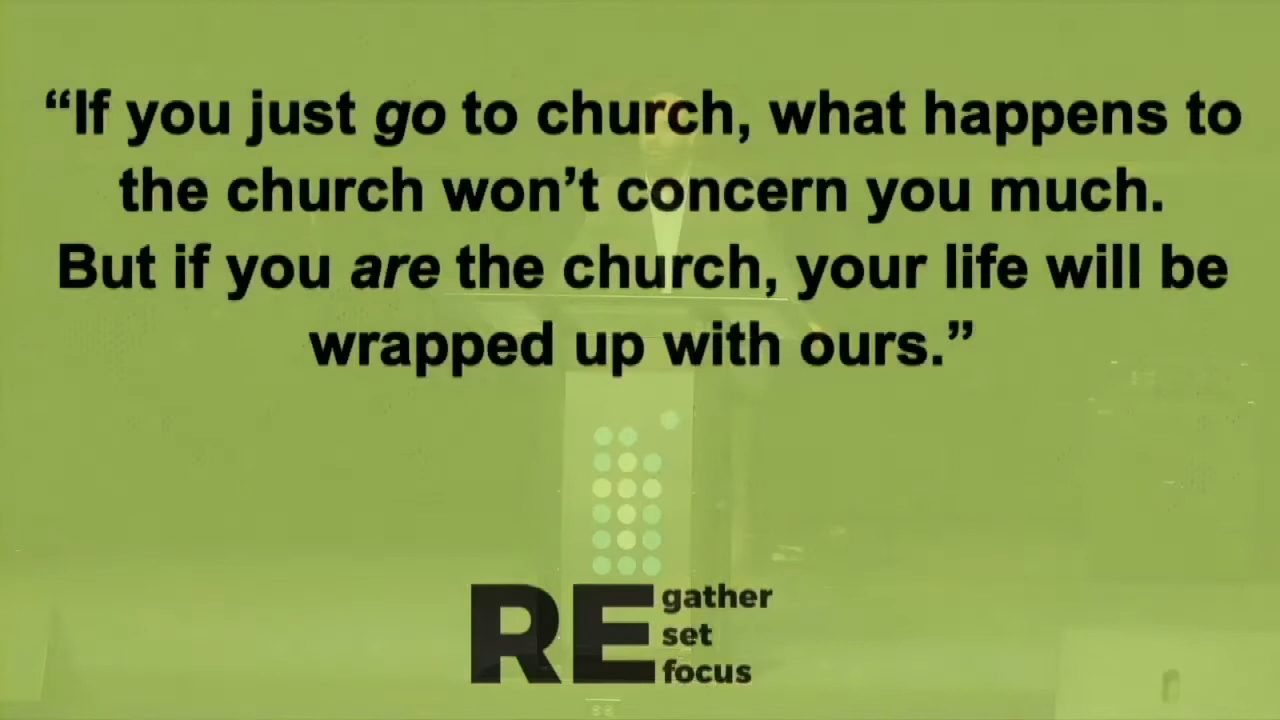 “If you just go to church, what happens to
the church won’t concern you much.
But if you are the church, your life will be
wrapped up with ours.”
RE
gather
set
focus